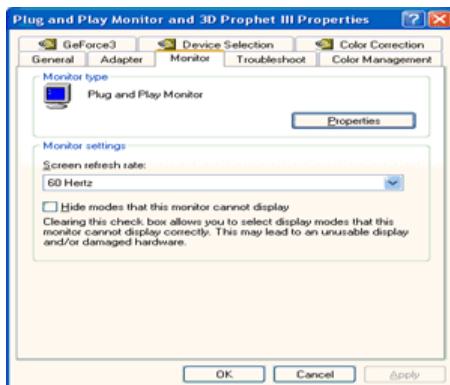 Plug and Play Monitor and 3D Prophet III Properties
GeForce3 Device Selection Color Correction
General Adapter Monitor Troubleshoot Color Management
Monitor type
Plug and Play Monitor
Properties
Monitor settings
Screen refresh rate:
60 Hertz
Hide modes that this monitor cannot display
Clearing this check box allows you to select display modes that this
monitor cannot display correctly. This may lead to an unusable display
and/or damaged hardware.
OK Cancel Apply